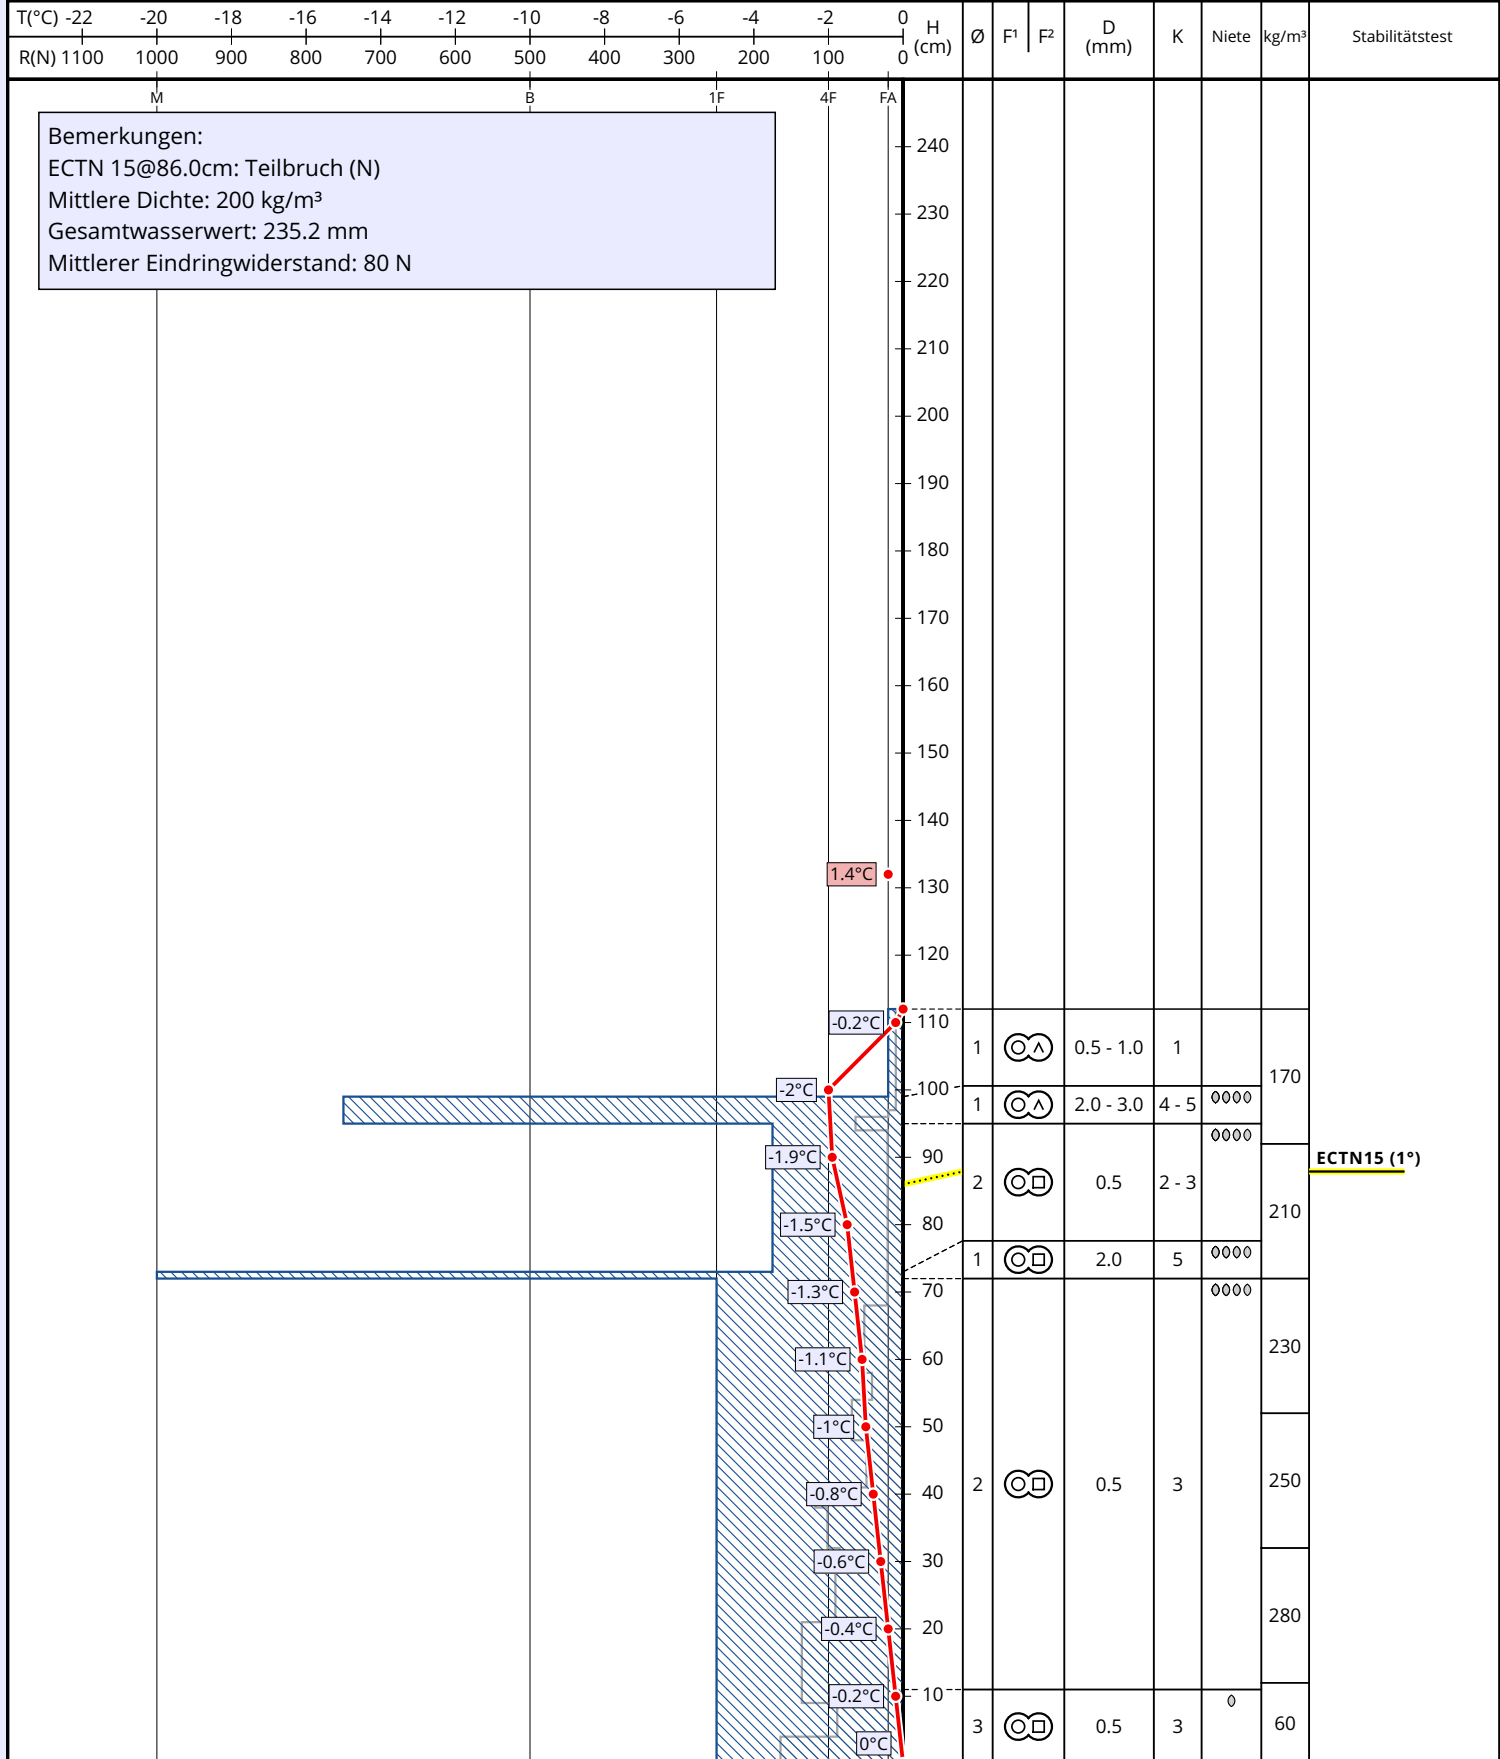 T(°C) -22 -20 -18 -16 -14 -12 -10 -8 -6 -4 -2 0
R(N) 1100 1000 800 800 700 600 500 400 300 200 100 0
H (cm) Ø F¹ F² D (mm) K Niete kg/m³ Stabilitätstest
M B 1F 4F FA
Bemerkungen:
ECTN 15@86.0cm: Teilbruch (N)
Mittlere Dichte: 200 kg/m³
Gesamtwasserwert: 235.2 mm
Mittlerer Eindringwiderstand: 80 N
240
230
220
210
200
190
180
170
160
150
140
1.4°C
130
120
-0.2°C 110
1 0.5 - 1.0 1
170
-2°C 100
1 2.0 - 3.0 4 - 5
-1.9°C 90
ECTN15 (1°)
2 0.5 2 - 3
210
-1.5°C 80
1 2.0 5
-1.3°C 70
230
-1.1°C 60
-1°C 50
2 0.5 3
250
-0.8°C 40
-0.6°C 30
280
-0.4°C 20
-0.2°C 10
3 0.5 3
60
0°C